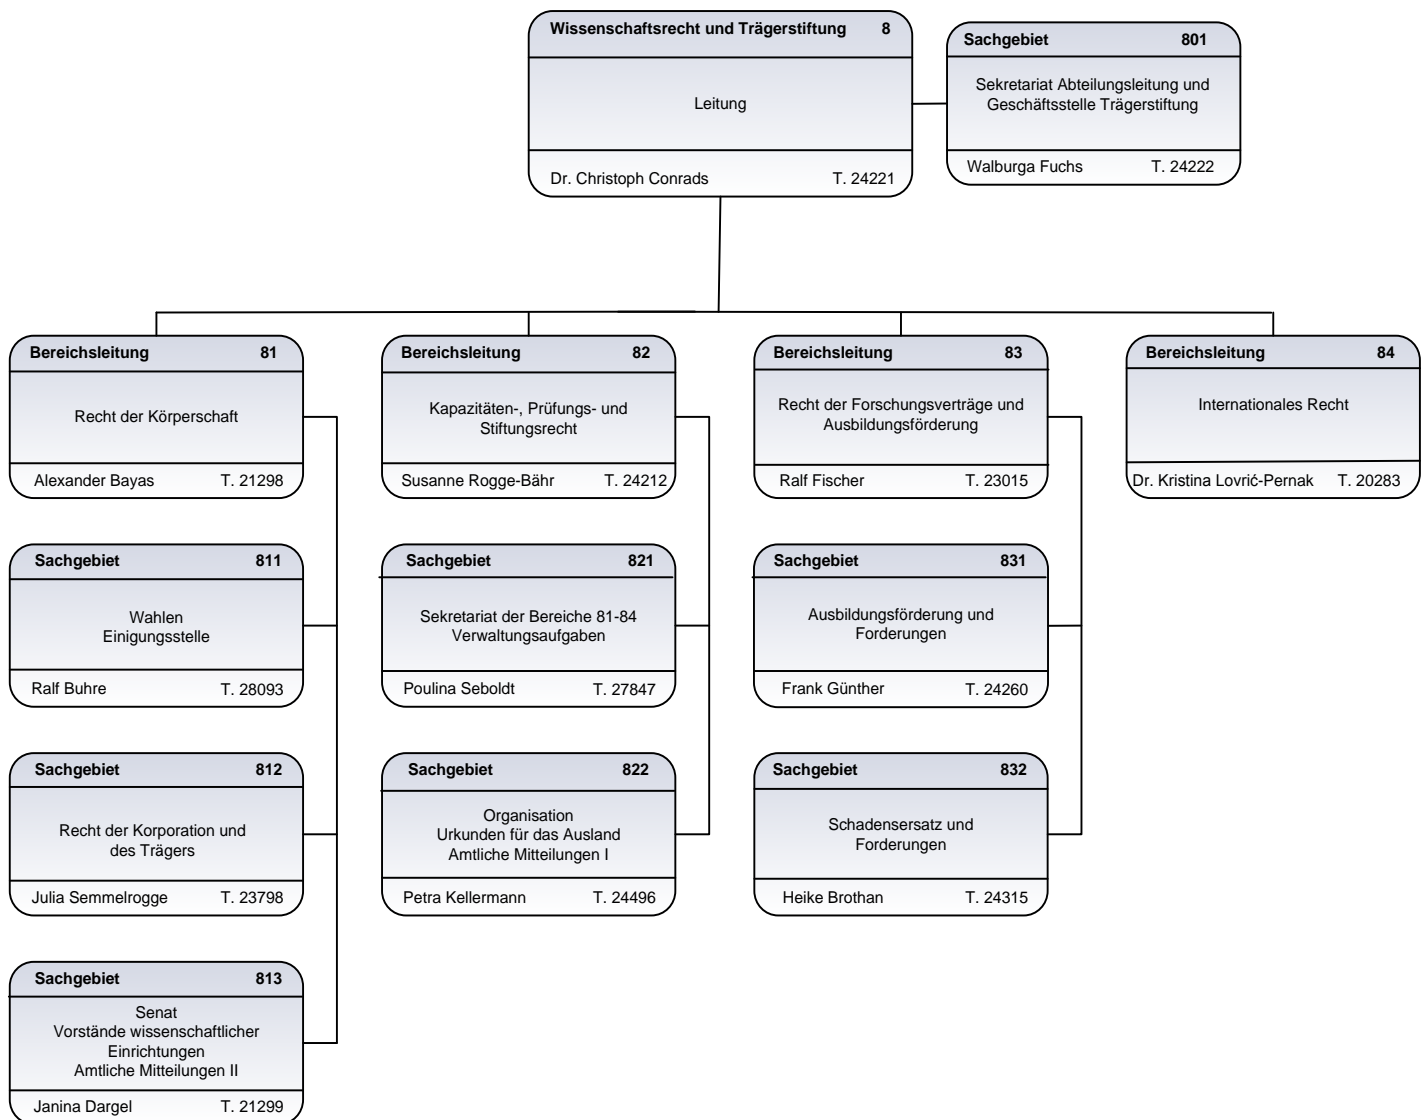 Wissenschaftsrecht und Trägerstiftung 8
Leitung
Dr. Christoph Conrads T. 24221
Sachgebiet 801
Sekretariat Abteilungsleitung und
Geschäftsstelle Trägerstiftung
Walburga Fuchs T. 24222
Bereichsleitung 81
Recht der Körperschaft
Alexander Bayas T. 21298
Bereichsleitung 82
Kapazitäten-, Prüfungs- und
Stiftungsrecht
Susanne Rogge-Bähr T. 24212
Bereichsleitung 83
Recht der Forschungsverträge und
Ausbildungsförderung
Ralf Fischer T. 23015
Bereichsleitung 84
Internationales Recht
Dr. Kristina Lovrić-Pernak T. 20283
Sachgebiet 811
Wahlen
Einigungsstelle
Ralf Buhre T. 28093
Sachgebiet 821
Sekretariat der Bereiche 81-84
Verwaltungsaufgaben
Poulina Seboldt T. 27847
Sachgebiet 831
Ausbildungsförderung und
Forderungen
Frank Günther T. 24260
Sachgebiet 812
Recht der Korporation und
des Trägers
Julia Semmelrogge T. 23798
Sachgebiet 822
Organisation
Urkunden für das Ausland
Amtliche Mitteilungen I
Petra Kellermann T. 24496
Sachgebiet 832
Schadensersatz und
Forderungen
Heike Brothan T. 24315
Sachgebiet 813
Senat
Vorstände wissenschaftlicher
Einrichtungen
Amtliche Mitteilungen II
Janina Dargel T. 21299